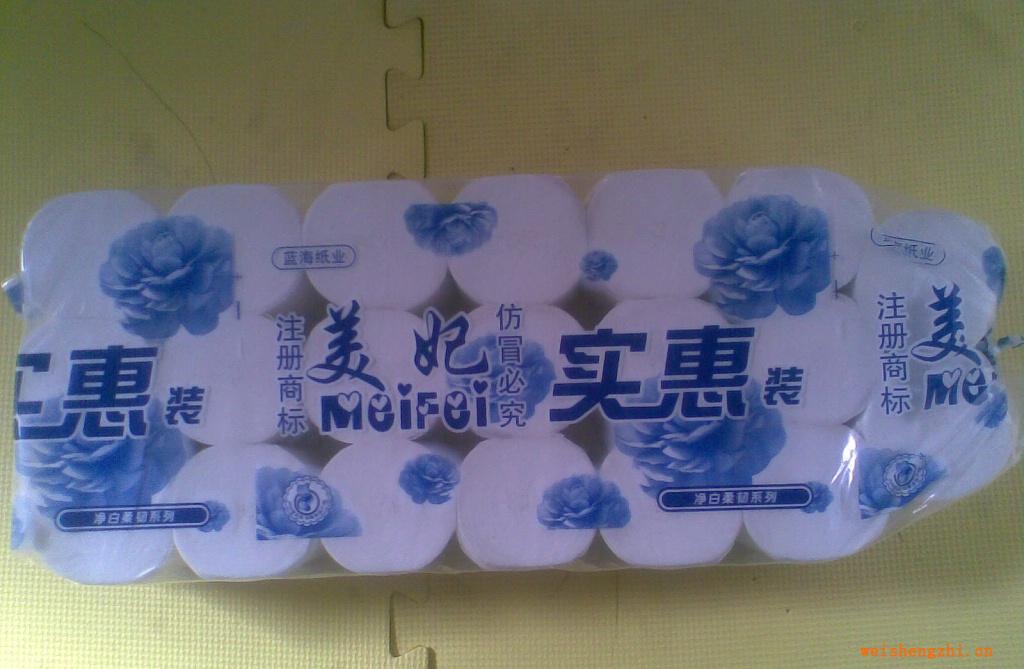 蓝海纸业
纸业
注册商标
美妃
MeiFei
仿冒必究
实惠装
惠装
注册商标
美
Me
净白柔韧系列
净白柔韧系列
weishengzhi.cn